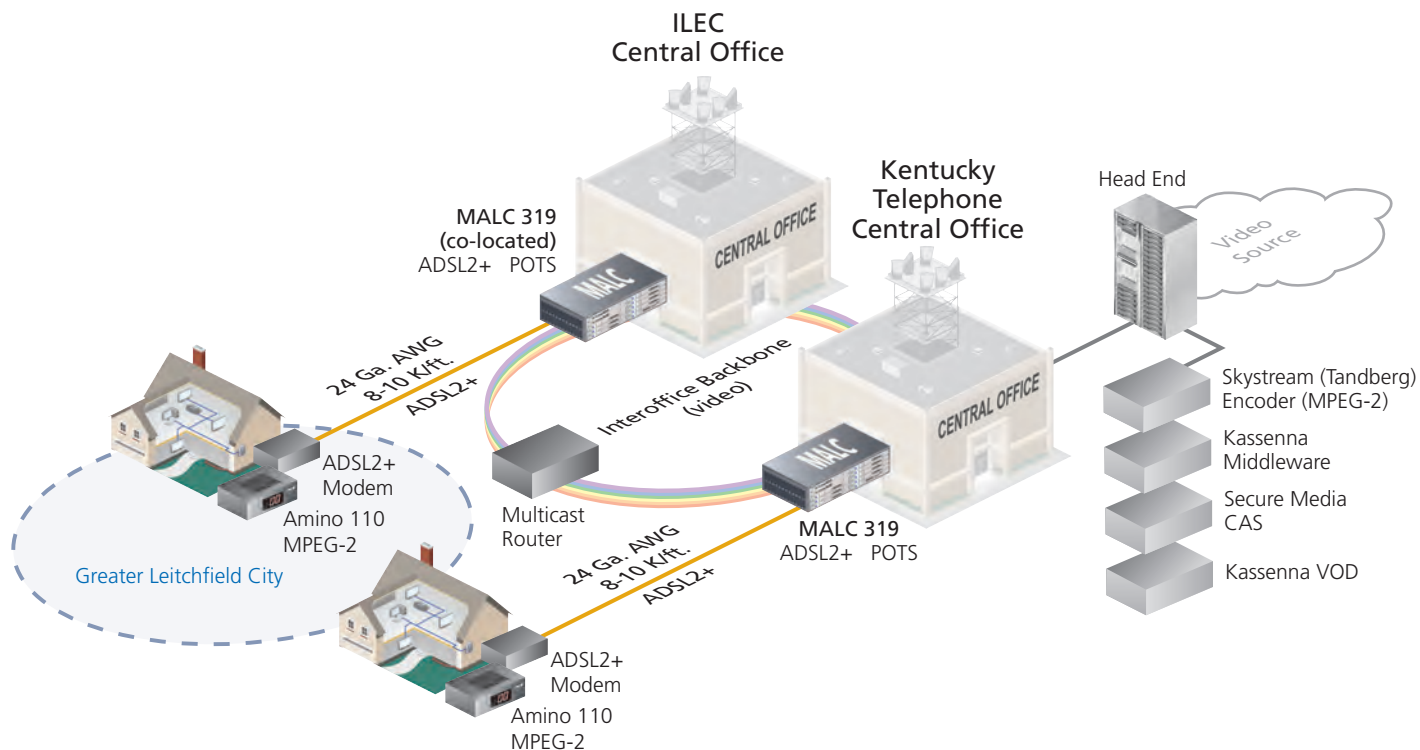 ILEC
Central Office
Kentucky
Telephone
Central Office
Head End
Video
Source
MALC 319
(co-located)
ADSL2+ POTS
MALC
CENTRAL OFFICE
24 Ga. AWG
8-10 K/ft.
ADSL2+
Interoffice Backbone
(video)
MALC
CENTRAL OFFICE
Skystream (Tandberg)
Encoder (MPEG-2)
Kassenna
Middleware
Secure Media
CAS
Kassenna VOD
ADSL2+
Modem
Amino 110
MPEG-2
Multicast
Router
MALC 319
ADSL2+ POTS
24 Ga. AWG
8-10 K/ft.
ADSL2+
Greater Leitchfield City
ADSL2+
Modem
Amino 110
MPEG-2